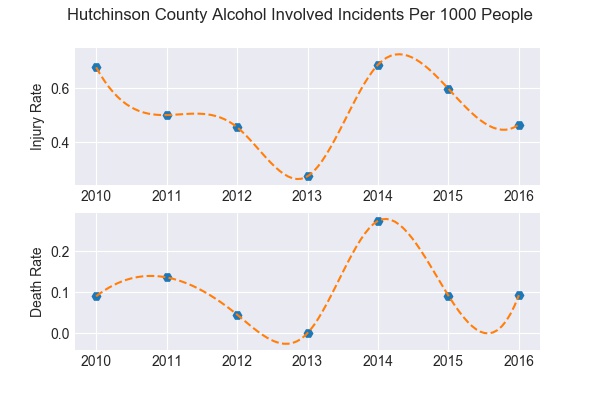 Hutchinson County Alcohol Involved Incidents Per 1000 People
Injury Rate
0.6
0.4
2010 2011 2012 2013 2014 2015 2016
Death Rate
0.2
0.1
0.0
2010 2011 2012 2013 2014 2015 2016